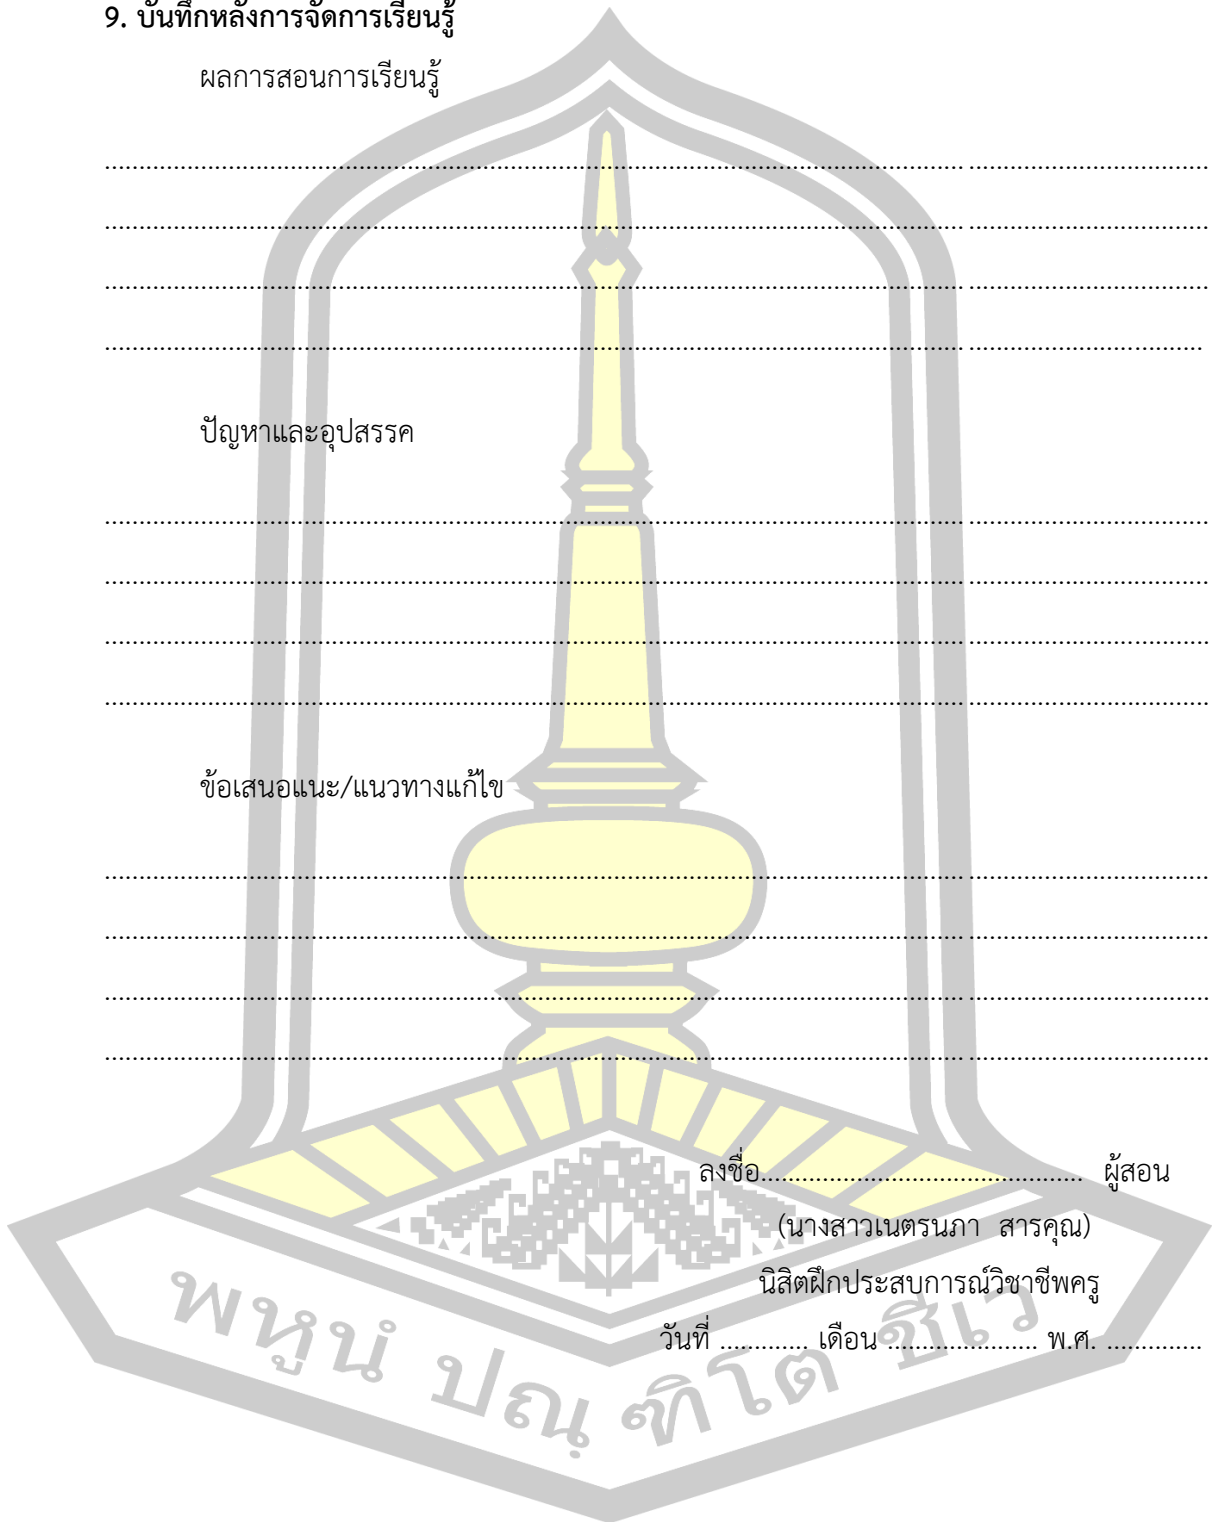 9. บันทึกหลังการจัดการเรียนรู้
ผลการสอนการเรียนรู้
................................................................................................................................ ...................................
................................................................................................................................ ...................................
................................................................................................................................ ...................................
................................................................................................................................ ..................................
ปัญหาและอุปสรรค
................................................................................................................................ ...................................
................................................................................................................................ ...................................
................................................................................................................................ ...................................
................................................................................................................................ ...................................
ข้อเสนอแนะ/แนวทางแก้ไข
................................................................................................................................ ...................................
................................................................................................................................ ...................................
................................................................................................................................ ...................................
................................................................................................................................ ...................................
ลงชื่อ............................................... ผู้สอน
(นางสาวเนตรนภา สารคุณ)
นิสิตฝึกประสบการณ์วิชาชีพครู
วันที่ ............. เดือน ...................... พ.ศ. ..............
พหูนํ ปณฺฑิโต ชีเว